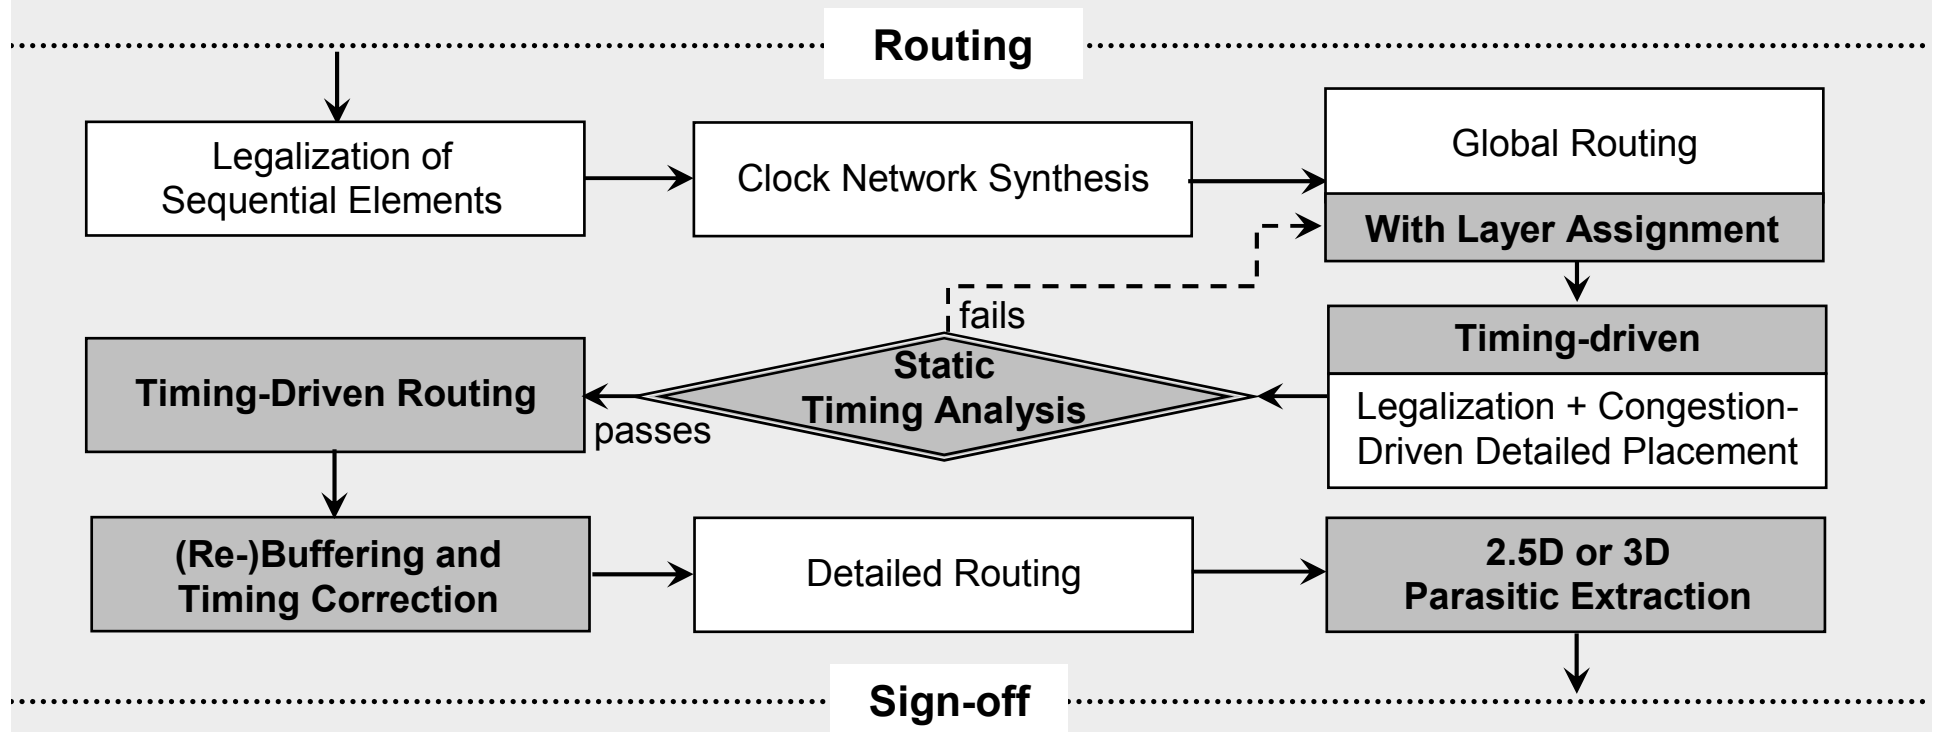 Routing
Legalization of
Sequential Elements
Clock Network Synthesis
Global Routing
With Layer Assignment
fails
Timing-driven
Legalization + Congestion-
Driven Detailed Placement
Static
Timing Analysis
passes
Timing-Driven Routing
(Re-)Buffering and
Timing Correction
Detailed Routing
2.5D or 3D
Parasitic Extraction
Sign-off